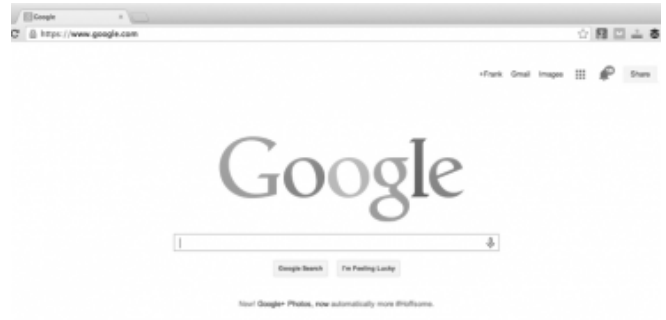 Google
https://www.google.com
+Frank Gmail Images Share
Google
Google Search I'm Feeling Lucky
New! Google+ Photos, now automatically more #Hoffsome.